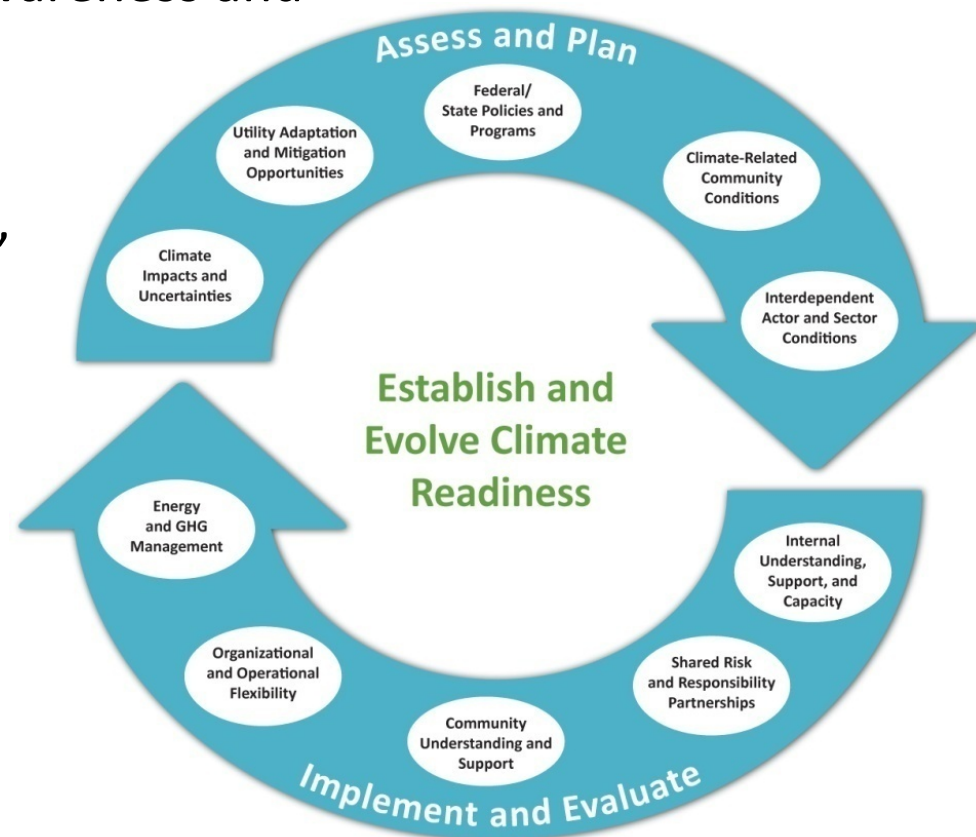 and
Assess and Plan
Federal/
State Policies and
Programs
Utility Adaptation
and Mitigation
Opportunities
Climate-Related
Community
Conditions
Climate
Impacts and
Uncertainties
Interdependent
Actor and Sector
Conditions
Establish and
Evolve Climate
Readiness
Energy
and GHG
Management
Internal
Understanding,
Support, and
Capacity
Organizational
and Operational
Flexibility
Shared Risk
and Responsibility
Partnerships
Community
Understanding and
Support
Implement and Evaluate